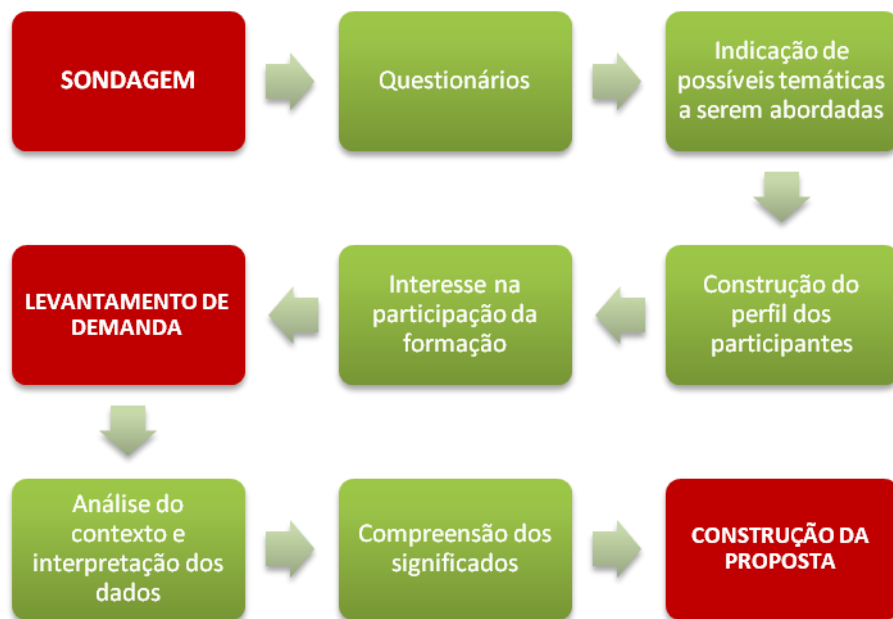 SONDAGEM
Questionários
Indicação de
possíveis temáticas
a serem abordadas
Construção do
perfil dos
participantes
Interesse na
participação da
formação
LEVANTAMENTO DE
DEMANDA
Análise do
contexto e
interpretação dos
dados
Compreensão dos
significados
CONSTRUÇÃO DA
PROPOSTA